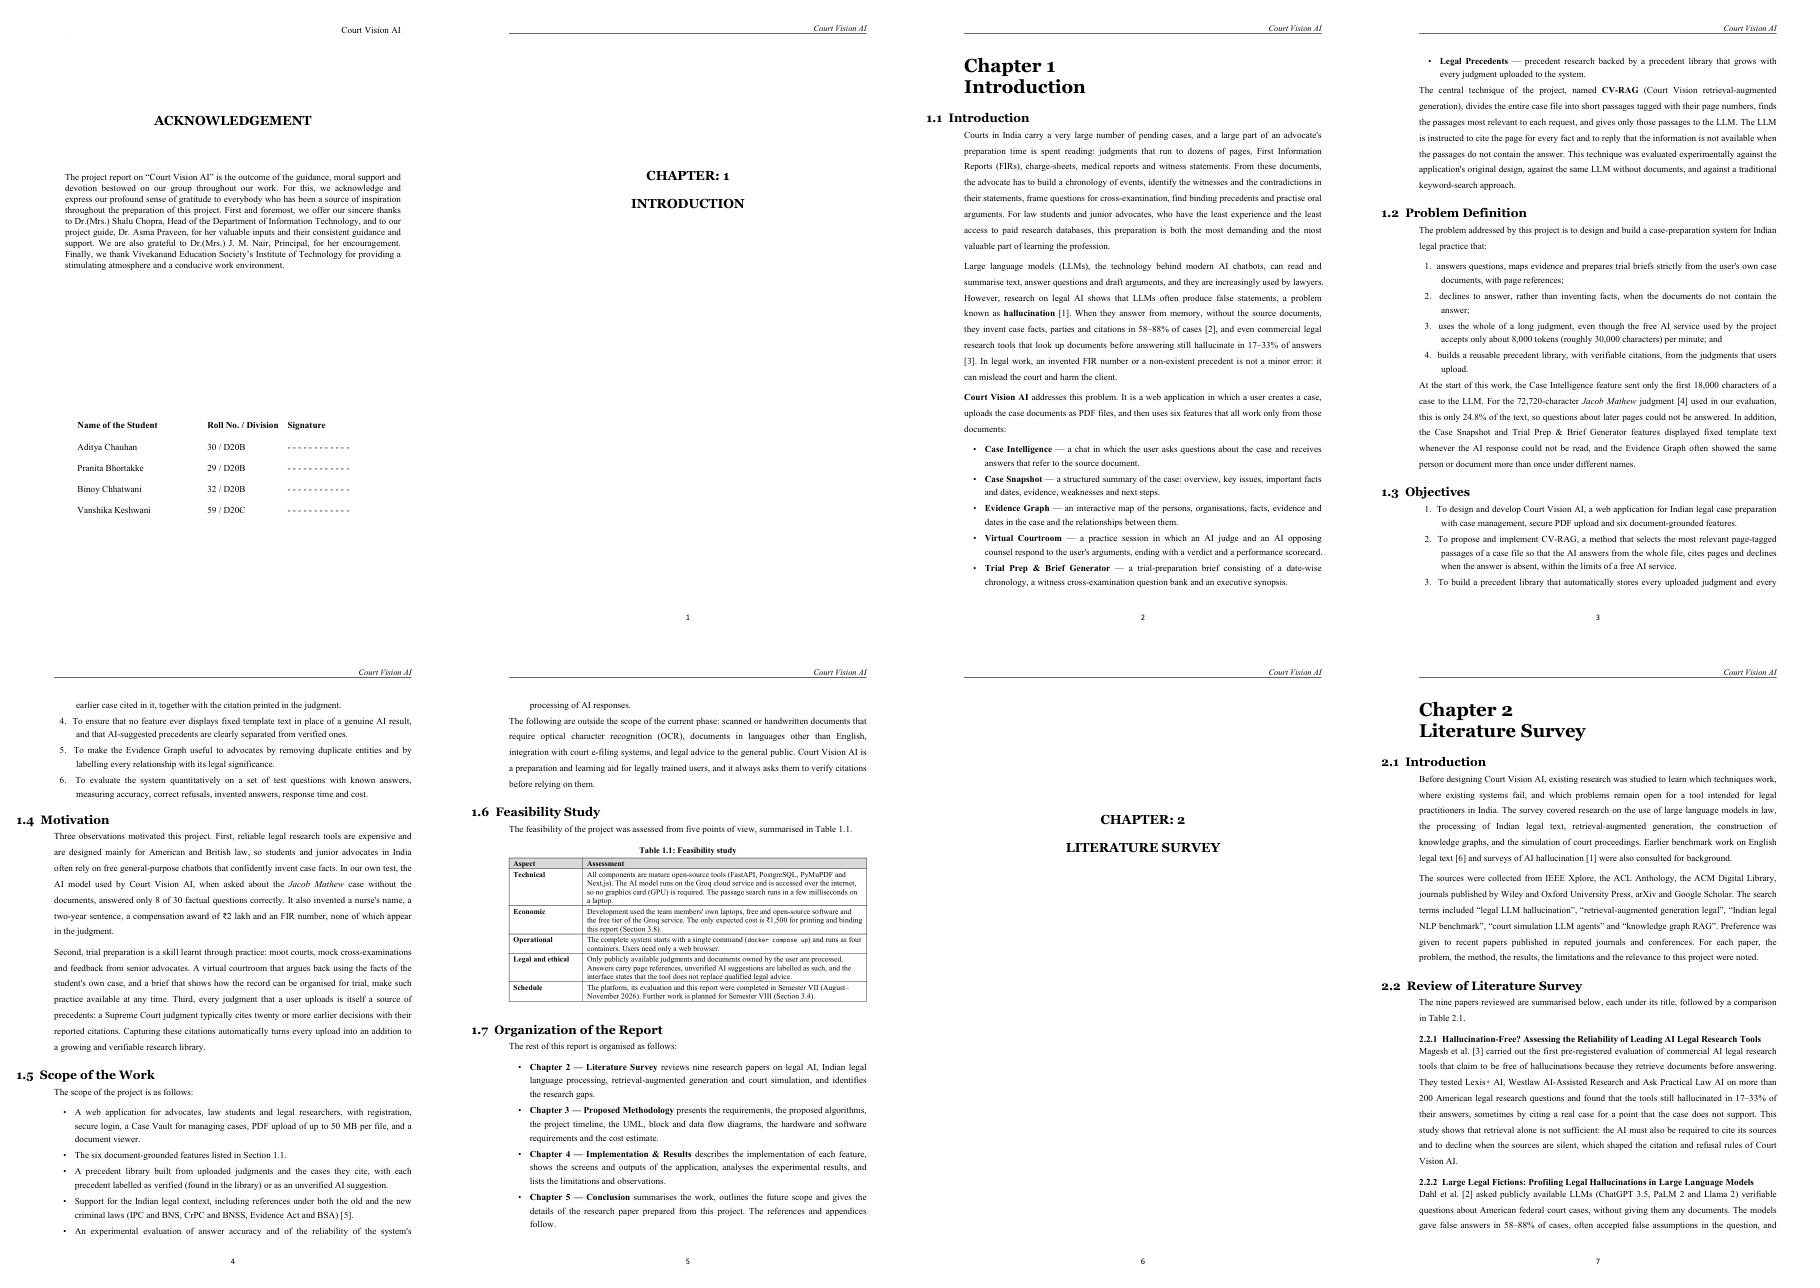 Court Vision AI
ACKNOWLEDGEMENT
The project report on “Court Vision AI” is the outcome of the guidance, moral support and
devotion bestowed on our group throughout our work. For this, we acknowledge and
express our profound sense of gratitude to everybody who has been a source of inspiration
throughout the preparation of this project. First and foremost, we offer our sincere thanks
to Dr.(Mrs.) Shalu Chopra, Head of the Department of Information Technology, and to our
project guide, Dr. Asma Praveen, for her valuable inputs and their consistent guidance and
support. We are also grateful to Dr.(Mrs.) J. M. Nair, Principal, for her encouragement.
Finally, we thank Vivekanand Education Society’s Institute of Technology for providing a
stimulating atmosphere and a conducive work environment.
Name of the Student Roll No. / Division Signature
Aditya Chauhan 30 / D20B - - - - - - - - - - - -
Pranita Bhortakke 29 / D20B - - - - - - - - - - - -
Binoy Chhatwani 32 / D20B - - - - - - - - - - - -
Vanshika Keshwani 59 / D20C - - - - - - - - - - - -
Court Vision AI
CHAPTER: 1
INTRODUCTION
1
Court Vision AI
Chapter 1
Introduction
1.1 Introduction
Courts in India carry a very large number of pending cases, and a large part of an advocate's
preparation time is spent reading: judgments that run to dozens of pages, First Information
Reports (FIRs), charge-sheets, medical reports and witness statements. From these documents,
the advocate has to build a chronology of events, identify the witnesses and the contradictions in
their statements, frame questions for cross-examination, find binding precedents and practise oral
arguments. For law students and junior advocates, who have the least experience and the least
access to paid research databases, this preparation is both the most demanding and the most
valuable part of learning the profession.
Large language models (LLMs), the technology behind modern AI chatbots, can read and
summarise text, answer questions and draft arguments, and they are increasingly used by lawyers.
However, research on legal AI shows that LLMs often produce false statements, a problem
known as hallucination [1]. When they answer from memory, without the source documents,
they invent case facts, parties and citations in 58–88% of cases [2], and even commercial legal
research tools that look up documents before answering still hallucinate in 17–33% of answers
[3]. In legal work, an invented FIR number or a non-existent precedent is not a minor error: it
can mislead the court and harm the client.
Court Vision AI addresses this problem. It is a web application in which a user creates a case,
uploads the case documents as PDF files, and then uses six features that all work only from those
documents:
• Case Intelligence — a chat in which the user asks questions about the case and receives
answers that refer to the source document.
• Case Snapshot — a structured summary of the case: overview, key issues, important facts
and dates, evidence, weaknesses and next steps.
• Evidence Graph — an interactive map of the persons, organisations, facts, evidence and
dates in the case and the relationships between them.
• Virtual Courtroom — a practice session in which an AI judge and an AI opposing
counsel respond to the user's arguments, ending with a verdict and a performance scorecard.
• Trial Prep & Brief Generator — a trial-preparation brief consisting of a date-wise
chronology, a witness cross-examination question bank and an executive synopsis.
2
Court Vision AI
• Legal Precedents — precedent research backed by a precedent library that grows with
every judgment uploaded to the system.
The central technique of the project, named CV-RAG (Court Vision retrieval-augmented
generation), divides the entire case file into short passages tagged with their page numbers, finds
the passages most relevant to each request, and gives only those passages to the LLM. The LLM
is instructed to cite the page for every fact and to reply that the information is not available when
the passages do not contain the answer. This technique was evaluated experimentally against the
application's original design, against the same LLM without documents, and against a traditional
keyword-search approach.
1.2 Problem Definition
The problem addressed by this project is to design and build a case-preparation system for Indian
legal practice that:
1. answers questions, maps evidence and prepares trial briefs strictly from the user's own case
documents, with page references;
2. declines to answer, rather than inventing facts, when the documents do not contain the
answer;
3. uses the whole of a long judgment, even though the free AI service used by the project
accepts only about 8,000 tokens (roughly 30,000 characters) per minute; and
4. builds a reusable precedent library, with verifiable citations, from the judgments that users
upload.
At the start of this work, the Case Intelligence feature sent only the first 18,000 characters of a
case to the LLM. For the 72,720-character Jacob Mathew judgment [4] used in our evaluation,
this is only 24.8% of the text, so questions about later pages could not be answered. In addition,
the Case Snapshot and Trial Prep & Brief Generator features displayed fixed template text
whenever the AI response could not be read, and the Evidence Graph often showed the same
person or document more than once under different names.
1.3 Objectives
1. To design and develop Court Vision AI, a web application for Indian legal case preparation
with case management, secure PDF upload and six document-grounded features.
2. To propose and implement CV-RAG, a method that selects the most relevant page-tagged
passages of a case file so that the AI answers from the whole file, cites pages and declines
when the answer is absent, within the limits of a free AI service.
3. To build a precedent library that automatically stores every uploaded judgment and every
3
Court Vision AI
earlier case cited in it, together with the citation printed in the judgment.
4. To ensure that no feature ever displays fixed template text in place of a genuine AI result,
and that AI-suggested precedents are clearly separated from verified ones.
5. To make the Evidence Graph useful to advocates by removing duplicate entities and by
labelling every relationship with its legal significance.
6. To evaluate the system quantitatively on a set of test questions with known answers,
measuring accuracy, correct refusals, invented answers, response time and cost.
1.4 Motivation
Three observations motivated this project. First, reliable legal research tools are expensive and
are designed mainly for American and British law, so students and junior advocates in India
often rely on free general-purpose chatbots that confidently invent case facts. In our own test, the
AI model used by Court Vision AI, when asked about the Jacob Mathew case without the
documents, answered only 8 of 30 factual questions correctly. It also invented a nurse's name, a
two-year sentence, a compensation award of ₹2 lakh and an FIR number, none of which appear
in the judgment.
Second, trial preparation is a skill learnt through practice: moot courts, mock cross-examinations
and feedback from senior advocates. A virtual courtroom that argues back using the facts of the
student's own case, and a brief that shows how the record can be organised for trial, make such
practice available at any time. Third, every judgment that a user uploads is itself a source of
precedents: a Supreme Court judgment typically cites twenty or more earlier decisions with their
reported citations. Capturing these citations automatically turns every upload into an addition to
a growing and verifiable research library.
1.5 Scope of the Work
The scope of the project is as follows:
• A web application for advocates, law students and legal researchers, with registration,
secure login, a Case Vault for managing cases, PDF upload of up to 50 MB per file, and a
document viewer.
• The six document-grounded features listed in Section 1.1.
• A precedent library built from uploaded judgments and the cases they cite, with each
precedent labelled as verified (found in the library) or as an unverified AI suggestion.
• Support for the Indian legal context, including references under both the old and the new
criminal laws (IPC and BNS, CrPC and BNSS, Evidence Act and BSA) [5].
• An experimental evaluation of answer accuracy and of the reliability of the system's
4
Court Vision AI
processing of AI responses.
The following are outside the scope of the current phase: scanned or handwritten documents that
require optical character recognition (OCR), documents in languages other than English,
integration with court e-filing systems, and legal advice to the general public. Court Vision AI is
a preparation and learning aid for legally trained users, and it always asks them to verify citations
before relying on them.
1.6 Feasibility Study
The feasibility of the project was assessed from five points of view, summarised in Table 1.1.
Table 1.1: Feasibility study
Aspect Assessment
Technical All components are mature open-source tools (FastAPI, PostgreSQL, PyMuPDF and
Next.js). The AI model runs on the Groq cloud service and is accessed over the internet,
so no graphics card (GPU) is required. The passage search runs in a few milliseconds on
a laptop.
Economic Development used the team members' own laptops, free and open-source software and
the free tier of the Groq service. The only expected cost is ₹1,500 for printing and binding
this report (Section 3.8).
Operational The complete system starts with a single command (docker compose up) and runs as four
containers. Users need only a web browser.
Legal and ethical Only publicly available judgments and documents owned by the user are processed.
Answers carry page references, unverified AI suggestions are labelled as such, and the
interface states that the tool does not replace qualified legal advice.
Schedule The platform, its evaluation and this report were completed in Semester VII (August–
November 2026). Further work is planned for Semester VIII (Section 3.4).
1.7 Organization of the Report
The rest of this report is organised as follows:
• Chapter 2 — Literature Survey reviews nine research papers on legal AI, Indian legal
language processing, retrieval-augmented generation and court simulation, and identifies
the research gaps.
• Chapter 3 — Proposed Methodology presents the requirements, the proposed algorithms,
the project timeline, the UML, block and data flow diagrams, the hardware and software
requirements and the cost estimate.
• Chapter 4 — Implementation & Results describes the implementation of each feature,
shows the screens and outputs of the application, analyses the experimental results, and
lists the limitations and observations.
• Chapter 5 — Conclusion summarises the work, outlines the future scope and gives the
details of the research paper prepared from this project. The references and appendices
follow.
5
Court Vision AI
CHAPTER: 2
LITERATURE SURVEY
6
Court Vision AI
Chapter 2
Literature Survey
2.1 Introduction
Before designing Court Vision AI, existing research was studied to learn which techniques work,
where existing systems fail, and which problems remain open for a tool intended for legal
practitioners in India. The survey covered research on the use of large language models in law,
the processing of Indian legal text, retrieval-augmented generation, the construction of
knowledge graphs, and the simulation of court proceedings. Earlier benchmark work on English
legal text [6] and surveys of AI hallucination [1] were also consulted for background.
The sources were collected from IEEE Xplore, the ACL Anthology, the ACM Digital Library,
journals published by Wiley and Oxford University Press, arXiv and Google Scholar. The search
terms included “legal LLM hallucination”, “retrieval-augmented generation legal”, “Indian legal
NLP benchmark”, “court simulation LLM agents” and “knowledge graph RAG”. Preference was
given to recent papers published in reputed journals and conferences. For each paper, the
problem, the method, the results, the limitations and the relevance to this project were noted.
2.2 Review of Literature Survey
The nine papers reviewed are summarised below, each under its title, followed by a comparison
in Table 2.1.
2.2.1 Hallucination-Free? Assessing the Reliability of Leading AI Legal Research Tools
Magesh et al. [3] carried out the first pre-registered evaluation of commercial AI legal research
tools that claim to be free of hallucinations because they retrieve documents before answering.
They tested Lexis+ AI, Westlaw AI-Assisted Research and Ask Practical Law AI on more than
200 American legal research questions and found that the tools still hallucinated in 17–33% of
their answers, sometimes by citing a real case for a point that the case does not support. This
study shows that retrieval alone is not sufficient: the AI must also be required to cite its sources
and to decline when the sources are silent, which shaped the citation and refusal rules of Court
Vision AI.
2.2.2 Large Legal Fictions: Profiling Legal Hallucinations in Large Language Models
Dahl et al. [2] asked publicly available LLMs (ChatGPT 3.5, PaLM 2 and Llama 2) verifiable
questions about American federal court cases, without giving them any documents. The models
gave false answers in 58–88% of cases, often accepted false assumptions in the question, and
7